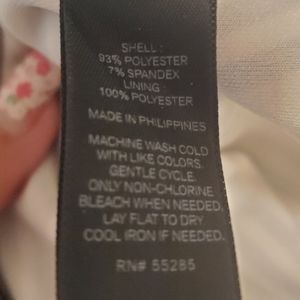 SHELL :
93% POLYESTER
7% SPANDEX
LINING :
100% POLYESTER
MADE IN PHILIPPINES
MACHINE WASH COLD
WITH LIKE COLORS.
GENTLE CYCLE.
ONLY NON-CHLORINE
BLEACH WHEN NEEDED.
LAY FLAT TO DRY
COOL IRON IF NEEDED.
RN# 55285